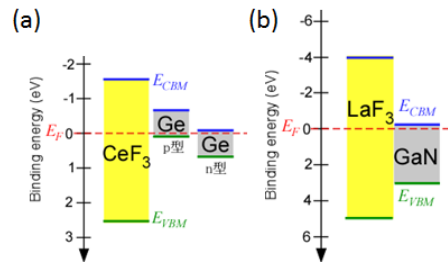 (a)
Binding energy (eV)
-2
-1
0
1
2
3
E_F
E_CBM
CeF3
E_VBM
Ge
p型
Ge
n型
(b)
Binding energy (eV)
-6
-4
-2
0
2
4
6
E_F
LaF3
E_CBM
GaN
E_VBM